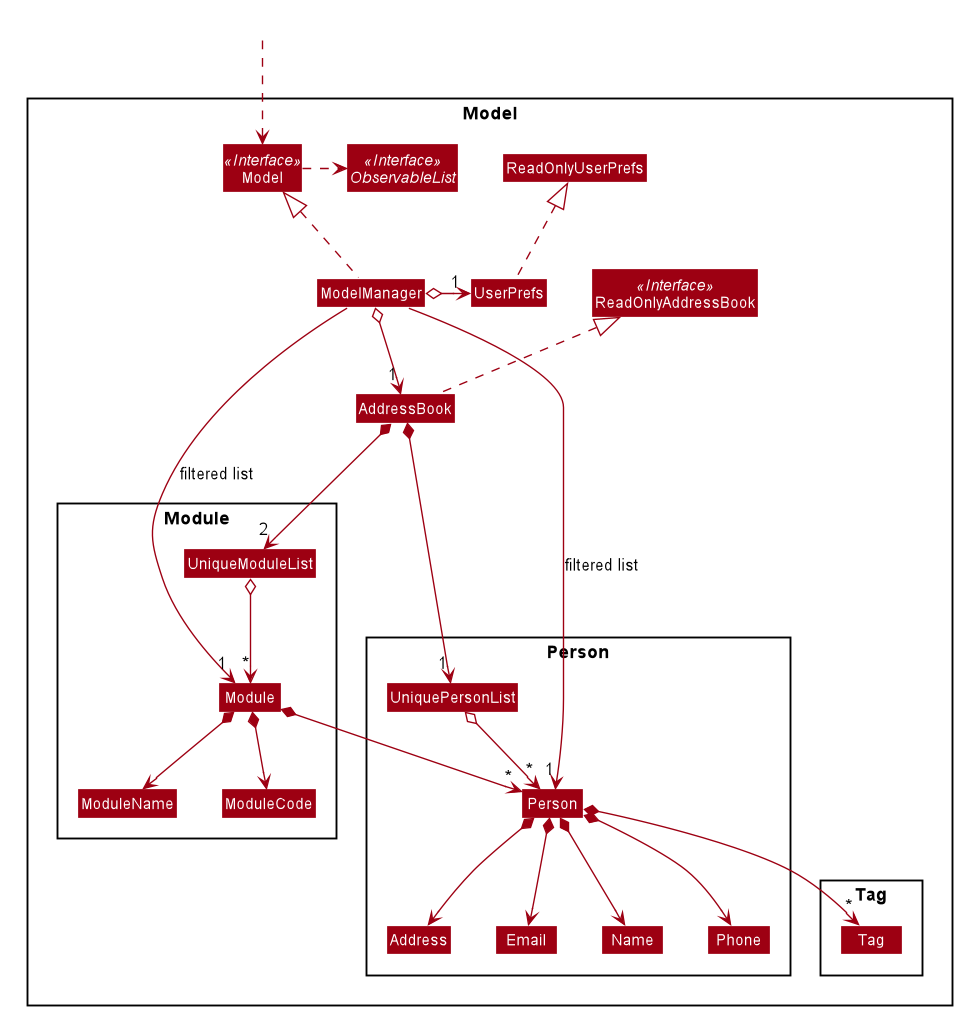 Model
«Interface»
Model
«Interface»
ObservableList
ReadOnlyUserPrefs
ModelManager
1
UserPrefs
«Interface»
ReadOnlyAddressBook
1
AddressBook
filtered list
Module
2
UniqueModuleList
filtered list
1
*
Module
Person
1
UniquePersonList
*
*
1
ModuleName
ModuleCode
Person
Tag
*
Address
Email
Name
Phone
Tag